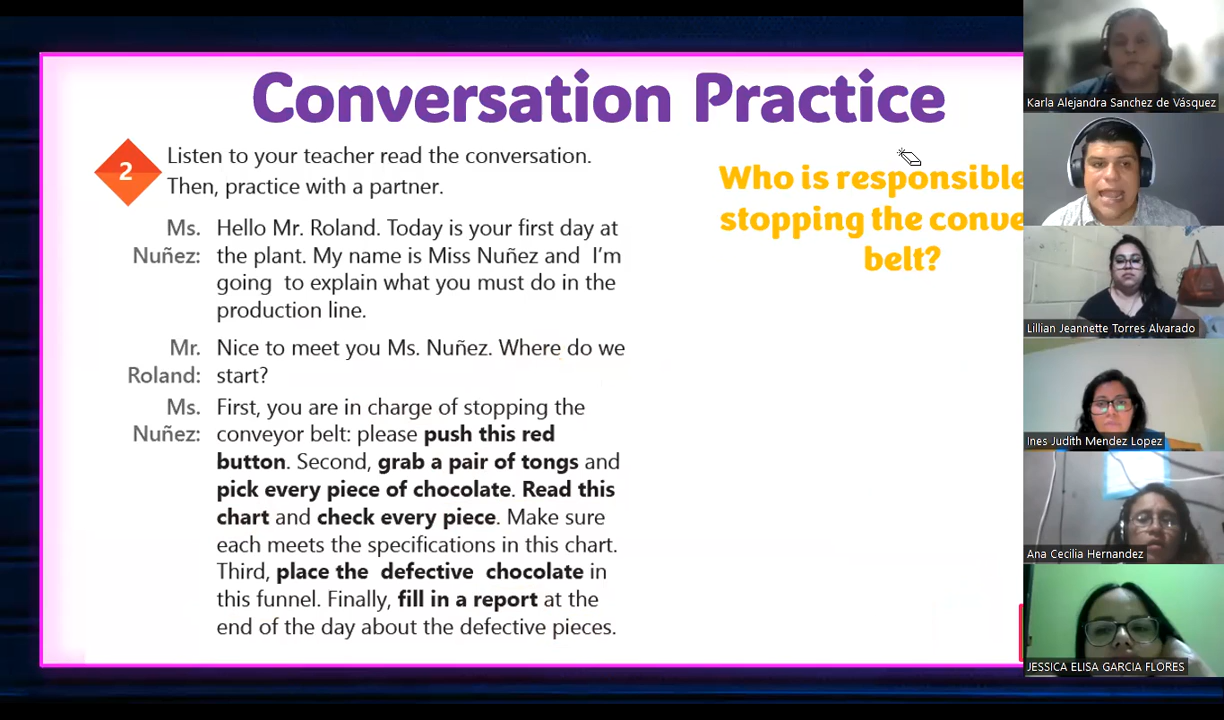 Conversation Practice
2
Listen to your teacher read the conversation.
Then, practice with a partner.
Ms. Hello Mr. Roland. Today is your first day at
Nuñez: the plant. My name is Miss Nuñez and I'm
going to explain what you must do in the
production line.
Mr. Nice to meet you Ms. Nuñez. Where do we
Roland: start?
Ms. First, you are in charge of stopping the
Nuñez: conveyor belt: please push this red
button. Second, grab a pair of tongs and
pick every piece of chocolate. Read this
chart and check every piece. Make sure
each meets the specifications in this chart.
Third, place the defective chocolate in
this funnel. Finally, fill in a report at the
end of the day about the defective pieces.
Who is responsible
stopping the conve
belt?
Karla Alejandra Sanchez de Vásquez
Lillian Jeannette Torres Alvarado
Ines Judith Mendez Lopez
Ana Cecilia Hernandez
JESSICA ELISA GARCIA FLORES